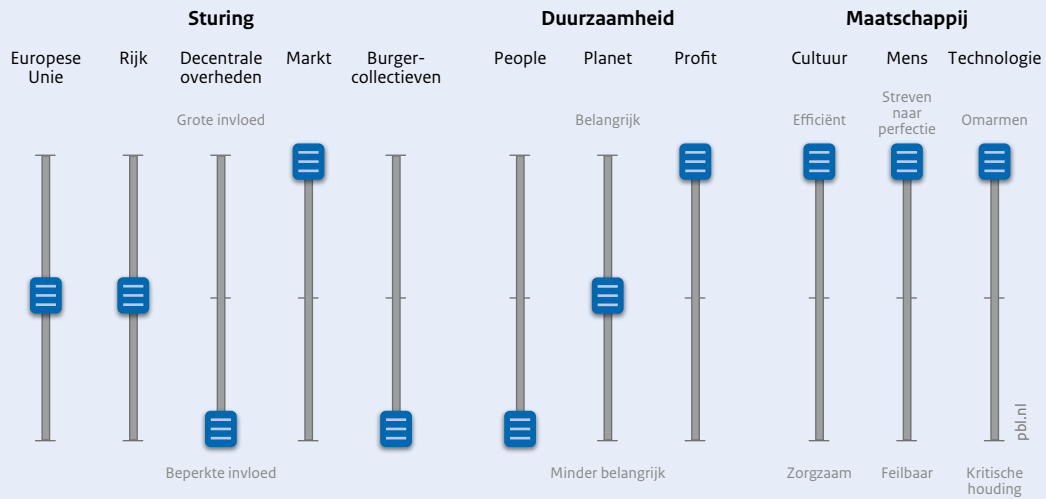 Sturing
Duurzaamheid
Maatschappij
Europese
Unie
Rijk
Decentrale
overheden
Markt
Burger-
collectieven
People
Planet
Profit
Cultuur
Mens
Technologie
Grote invloed
Belangrijk
Efficiënt
Streven
naar
perfectie
Omarmen
Beperkte invloed
Minder belangrijk
Zorgzaam
Feilbaar
Kritische
houding
pbl.nl